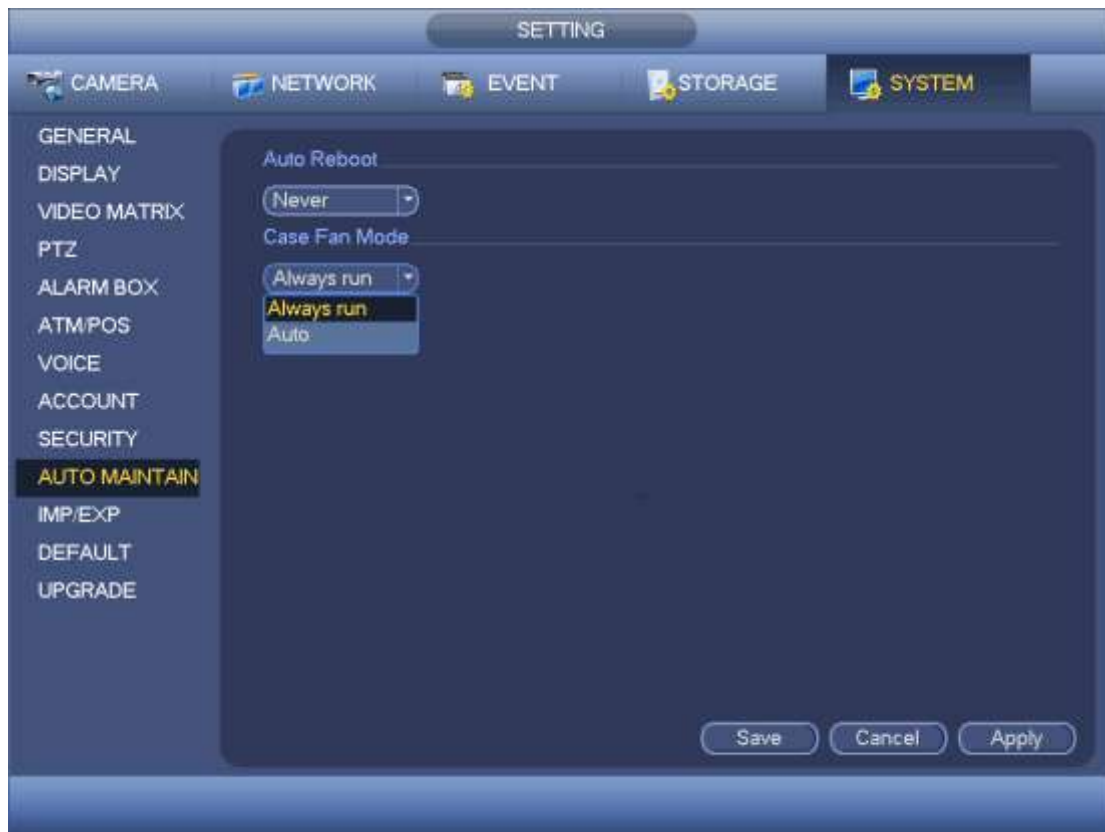 SETTING
CAMERA NETWORK EVENT STORAGE SYSTEM
GENERAL
DISPLAY
VIDEO MATRIX
PTZ
ALARM BOX
ATM/POS
VOICE
ACCOUNT
SECURITY
AUTO MAINTAIN
IMP/EXP
DEFAULT
UPGRADE
Auto Reboot
Never
Case Fan Mode
Always run
Always run
Auto
Save Cancel Apply